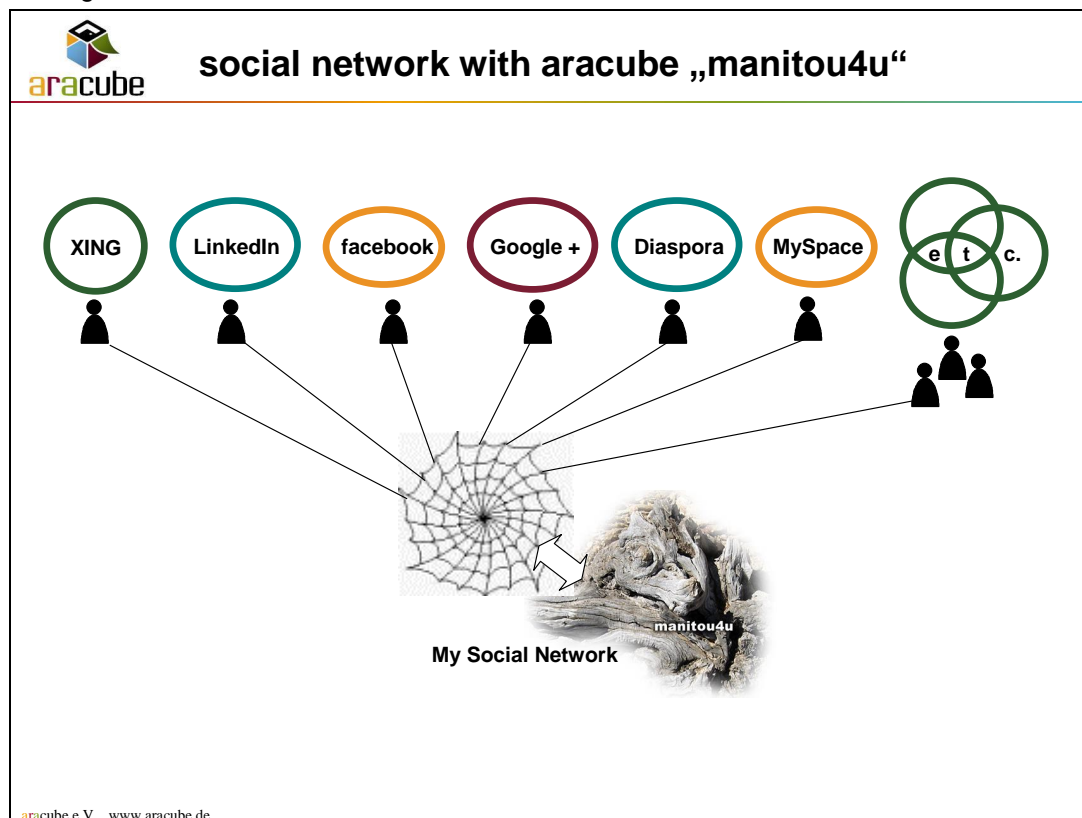 social network with aracube „manitou4u“
aracube
XING
LinkedIn
facebook
Google +
Diaspora
MySpace
e t c.
manitou4u
My Social Network
aracube e.V. www.aracube.de